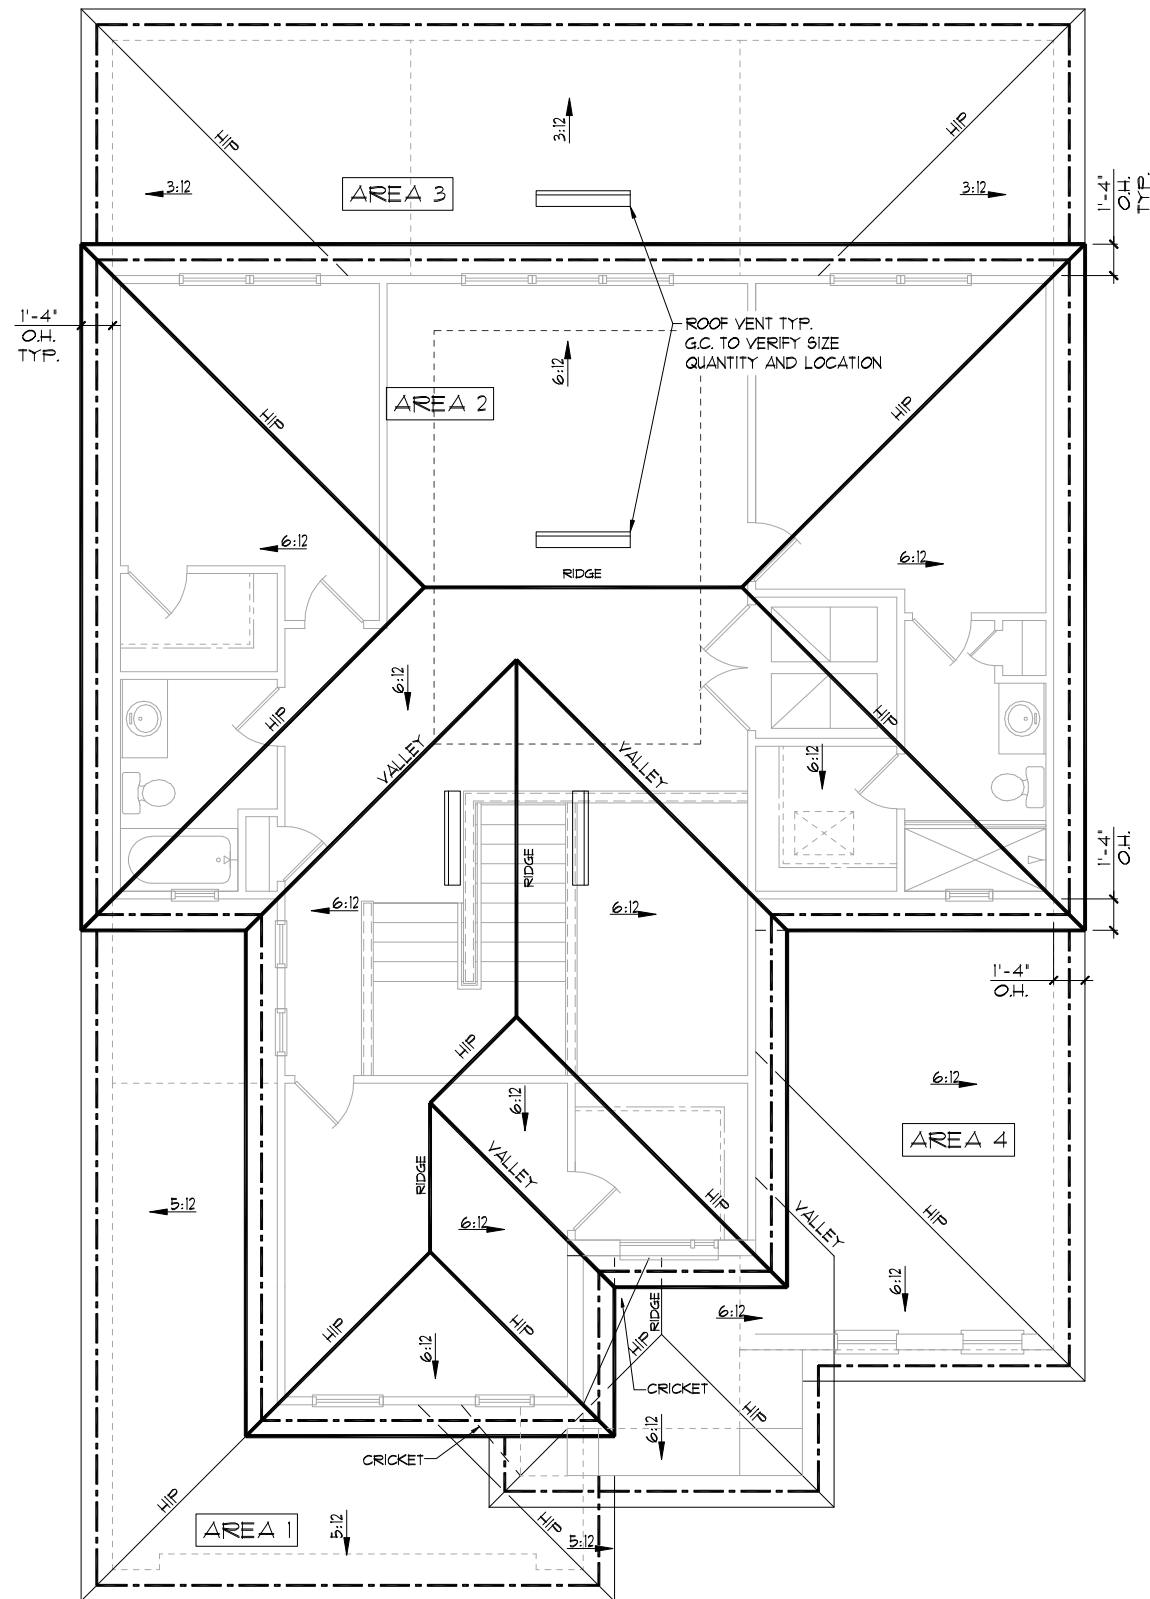 HIP
HIP
3:12
3:12
3:12
AREA 3
1'-4"
O.H.
TYP.
1'-4"
O.H.
TYP.
ROOF VENT TYP.
G.C. TO VERIFY SIZE
QUANTITY AND LOCATION
6:12
AREA 2
HIP
HIP
6:12
6:12
RIDGE
6:12
HIP
VALLEY
VALLEY
HIP
6:12
1'-4"
O.H.
RIDGE
6:12
6:12
1'-4"
O.H.
HIP
6:12
6:12
AREA 4
VALLEY
RIDGE
5:12
HIP
HIP
VALLEY
6:12
6:12
6:12
RIDGE
HIP
HIP
HIP
6:12
CRICKET
HIP
6:12
CRICKET
HIP
AREA 1
5:12
HIP
5:12